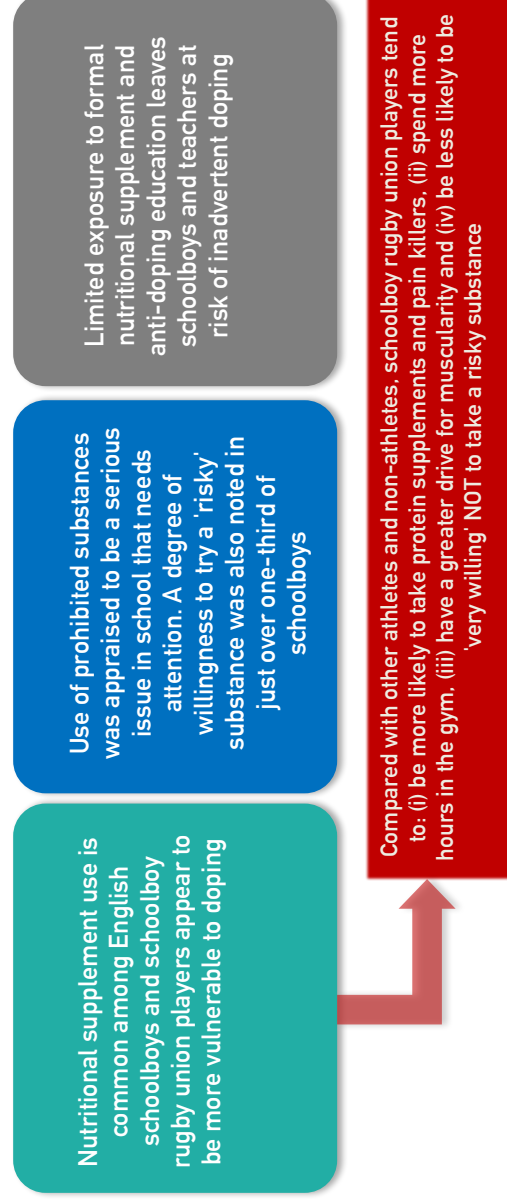 Nutritional supplement use is
common among English
schoolboys and schoolboy
rugby union players appear to
be more vulnerable to doping
Use of prohibited substances
was appraised to be a serious
issue in school that needs
attention. A degree of
willingness to try a 'risky'
substance was also noted in
just over one-third of
schoolboys
Limited exposure to formal
nutritional supplement and
anti-doping education leaves
schoolboys and teachers at
risk of inadvertent doping
Compared with other athletes and non-athletes, schoolboy rugby union players tend
to: (i) be more likely to take protein supplements and pain killers, (ii) spend more
hours in the gym, (iii) have a greater drive for muscularity and (iv) be less likely to be
'very willing' NOT to take a risky substance